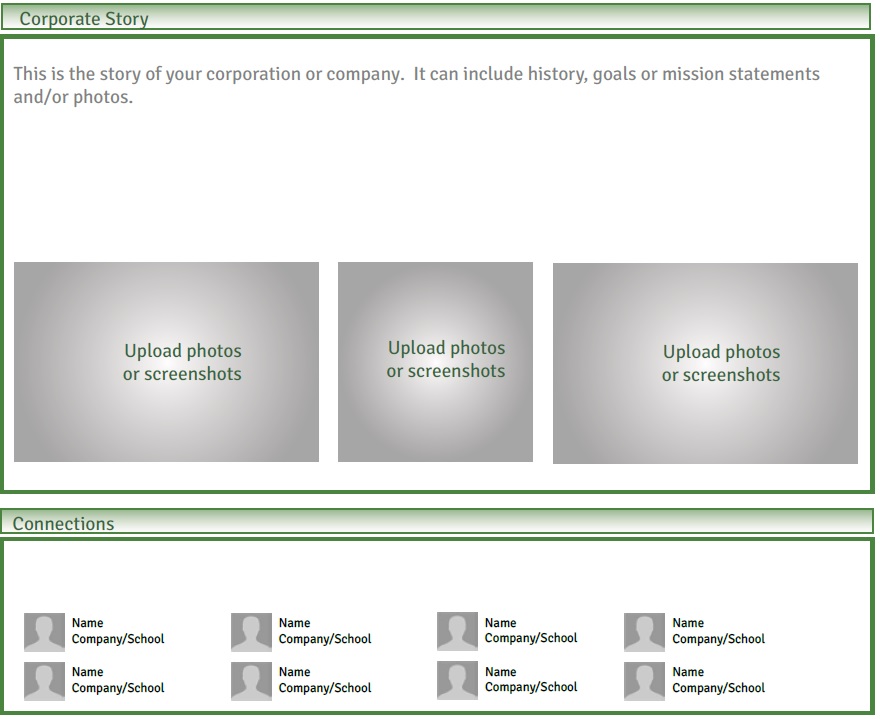 Corporate Story
This is the story of your corporation or company.  It can include history, goals or mission statements
and/or photos.
Upload photos
or screenshots
Upload photos
or screenshots
Upload photos
or screenshots
Connections
Name
Company/School
Name
Company/School
Name
Company/School
Name
Company/School
Name
Company/School
Name
Company/School
Name
Company/School
Name
Company/School